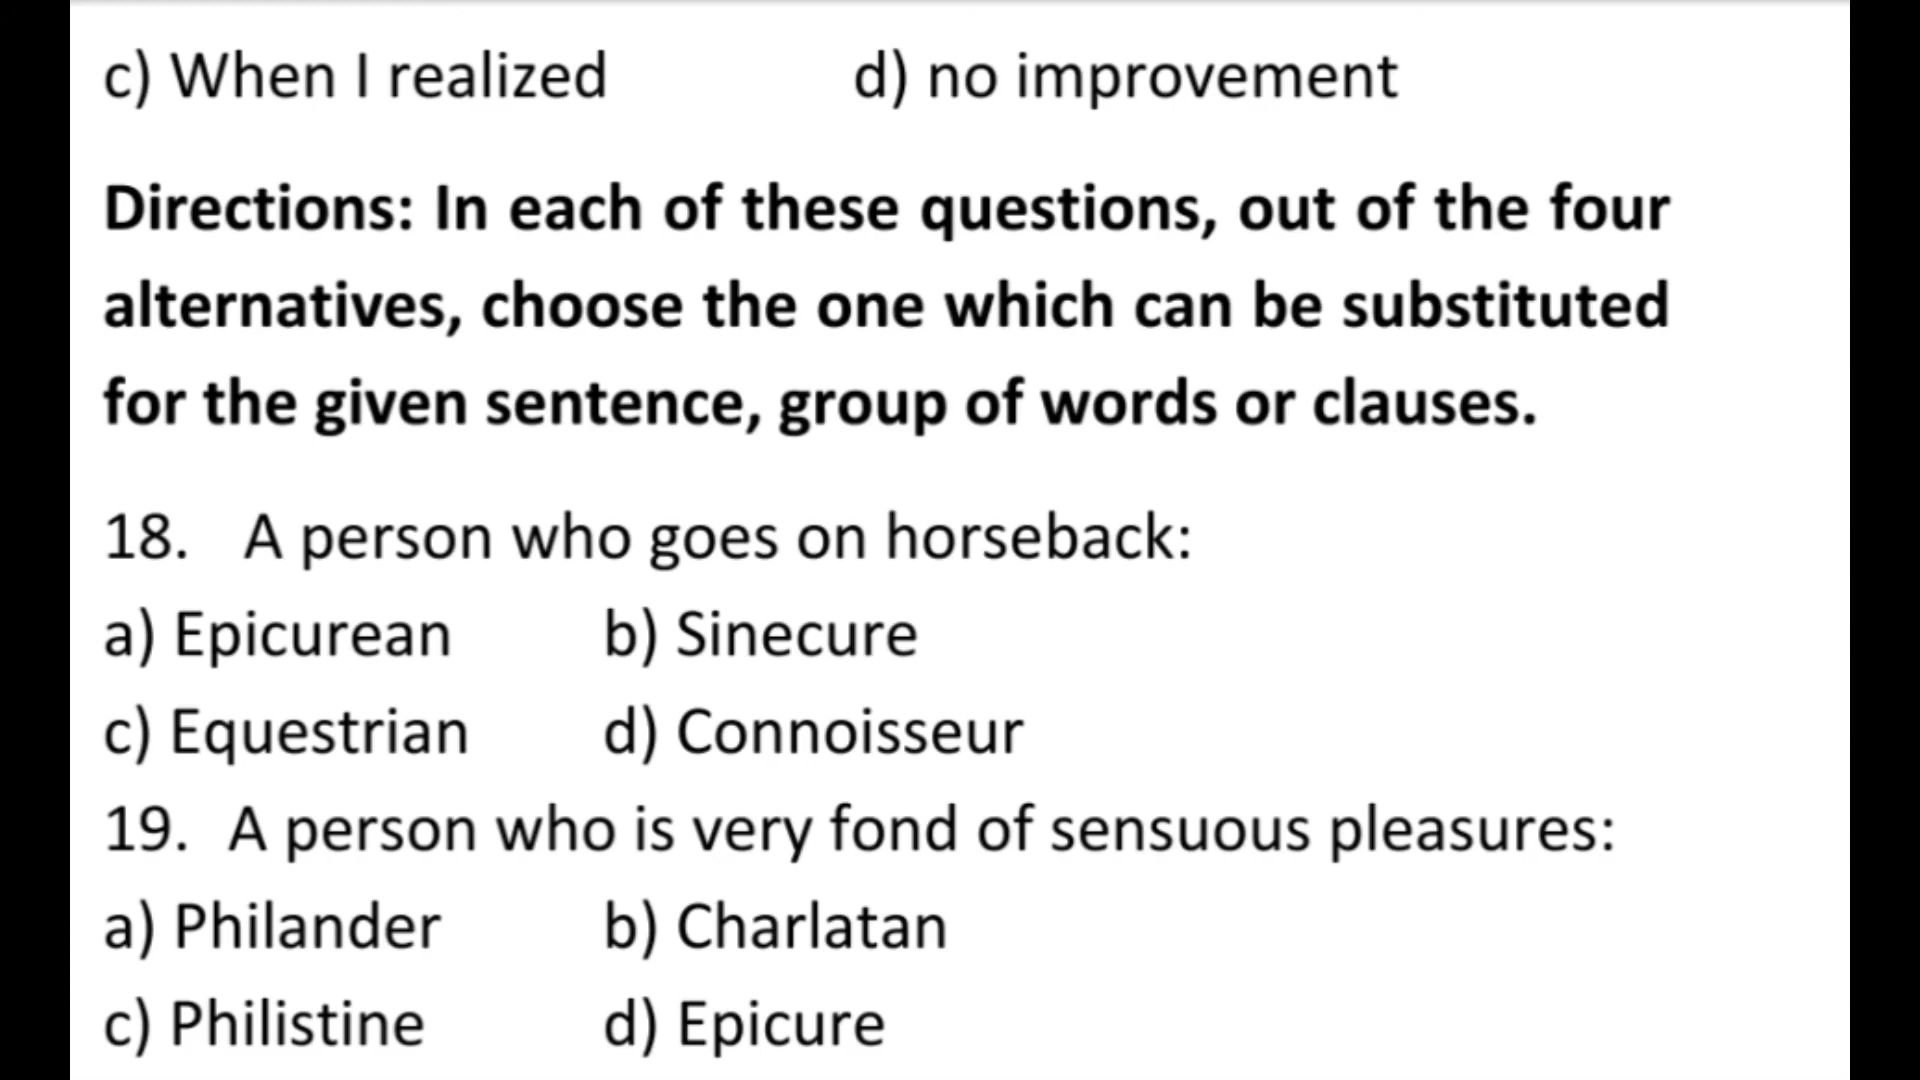 c) When I realized d) no improvement
Directions: In each of these questions, out of the four
alternatives, choose the one which can be substituted
for the given sentence, group of words or clauses.
18. A person who goes on horseback:
a) Epicurean b) Sinecure
c) Equestrian d) Connoisseur
19. A person who is very fond of sensuous pleasures:
a) Philander b) Charlatan
c) Philistine d) Epicure